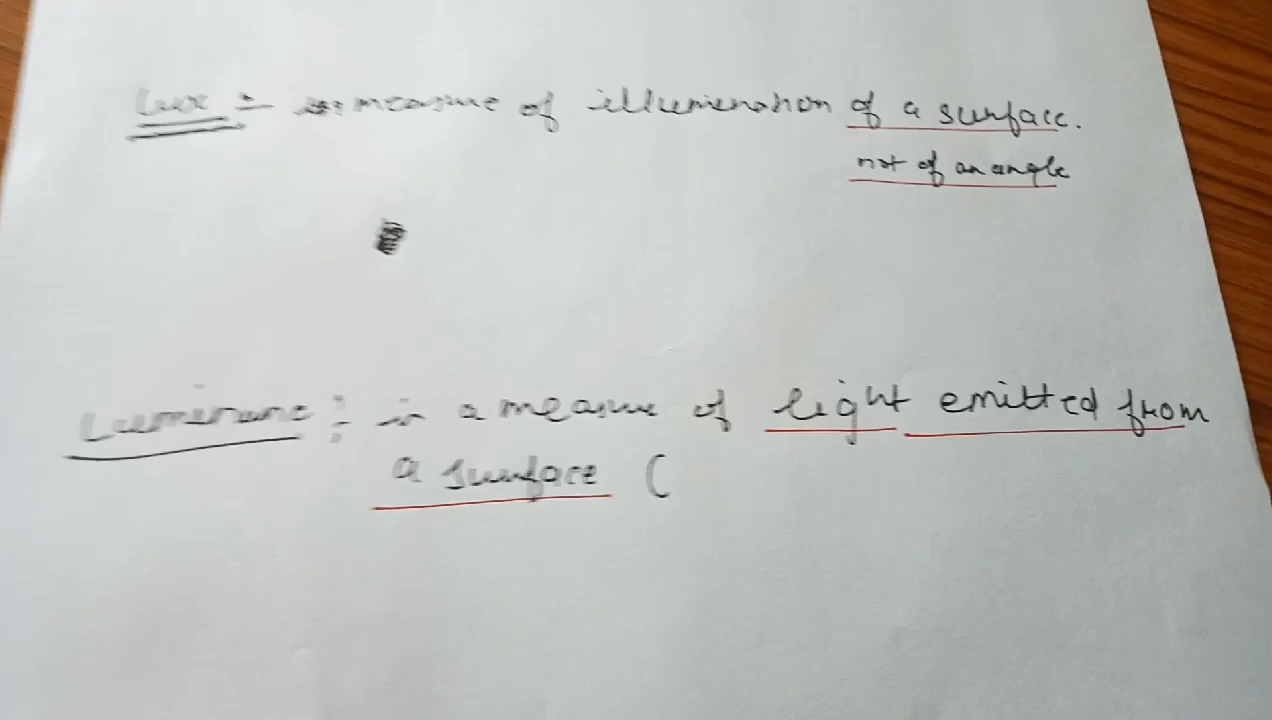 Lux :- measure of illumination of a surface.
not of an angle
Luminance :- is a measure of light emitted from
a surface (